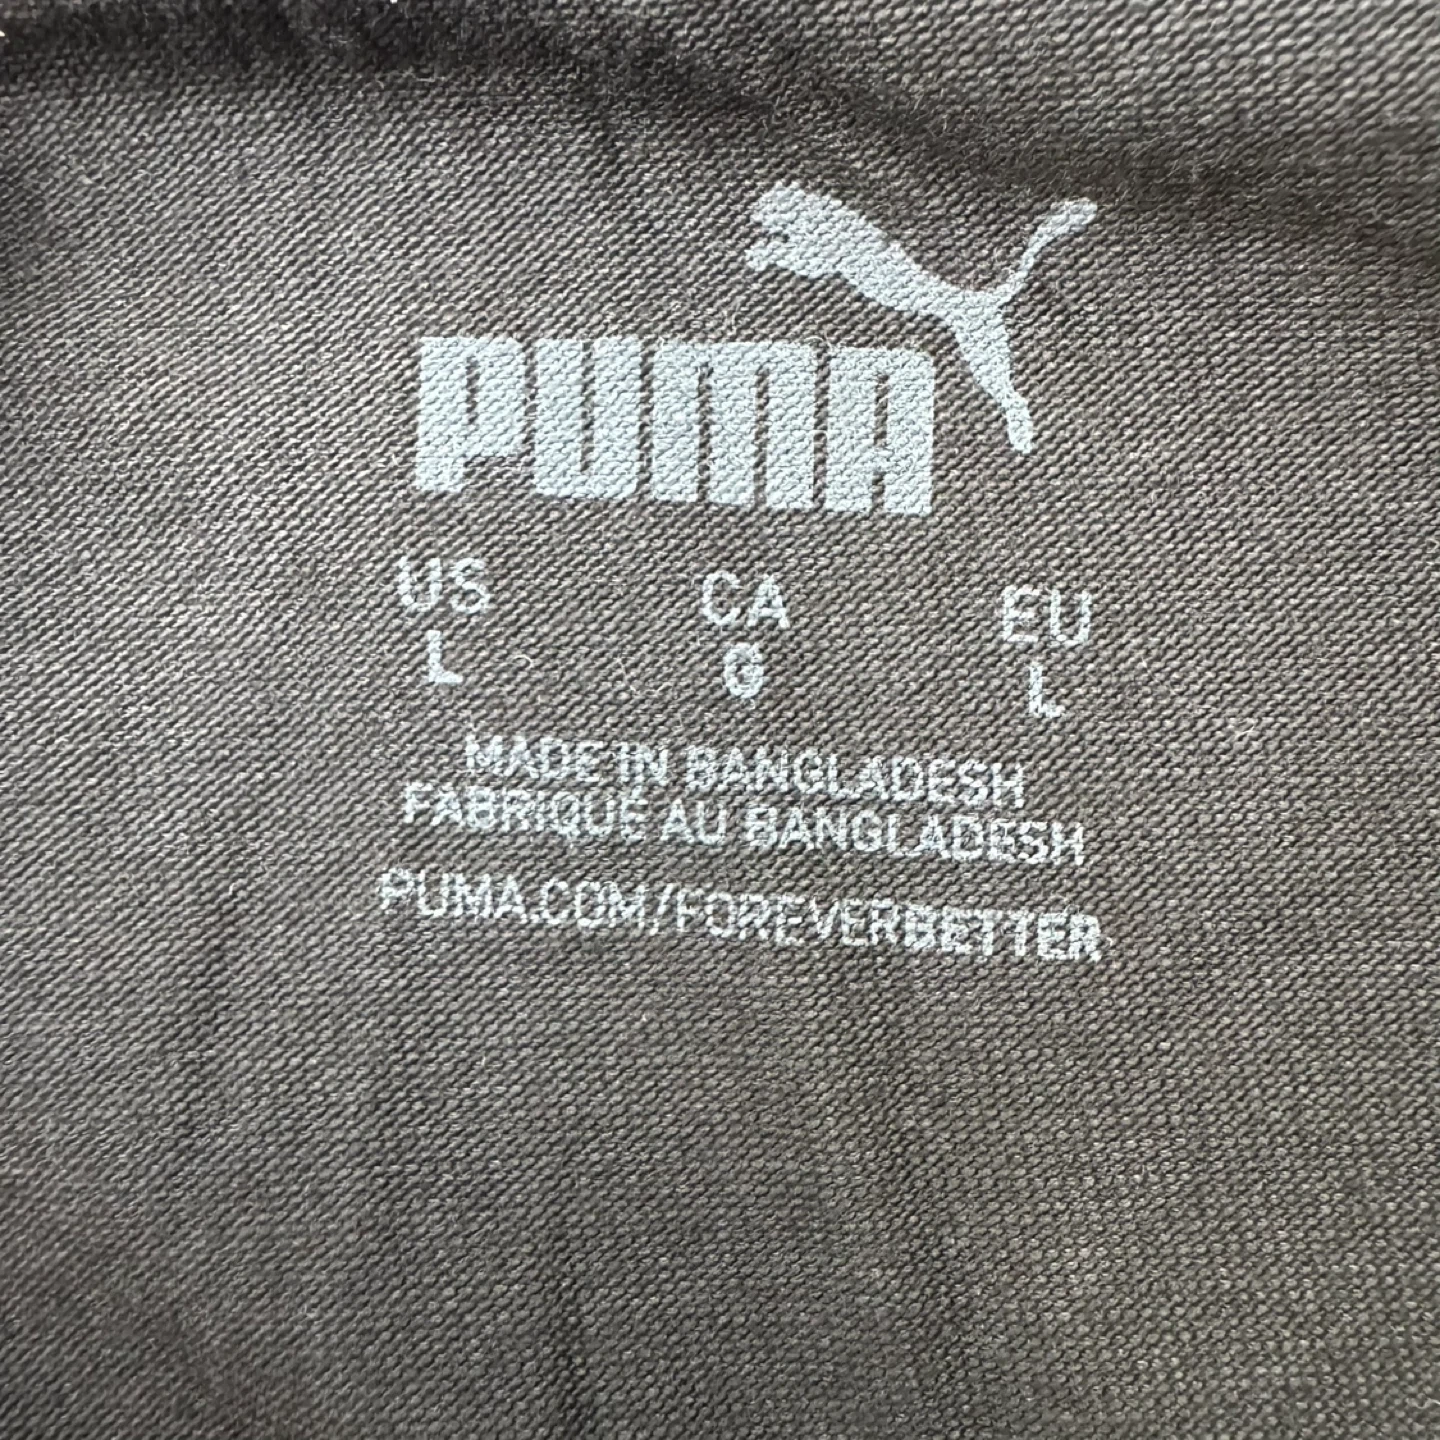 PUMA
US CA EU
L G L
MADE IN BANGLADESH
FABRIQUÉ AU BANGLADESH
PUMA.COM/FOREVERBETTER